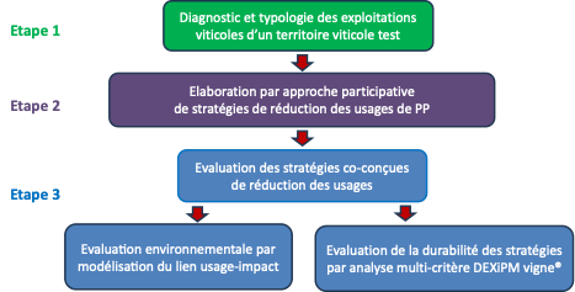 Etape 1
Diagnostic et typologie des exploitations
viticoles d'un territoire viticole test
Etape 2
Elaboration par approche participative
de stratégies de réduction des usages de PP
Etape 3
Evaluation des stratégies co-conçues
de réduction des usages
Evaluation environnementale par
modélisation du lien usage-impact
Evaluation de la durabilité des stratégies
par analyse multi-critère DEXiPM vigne®